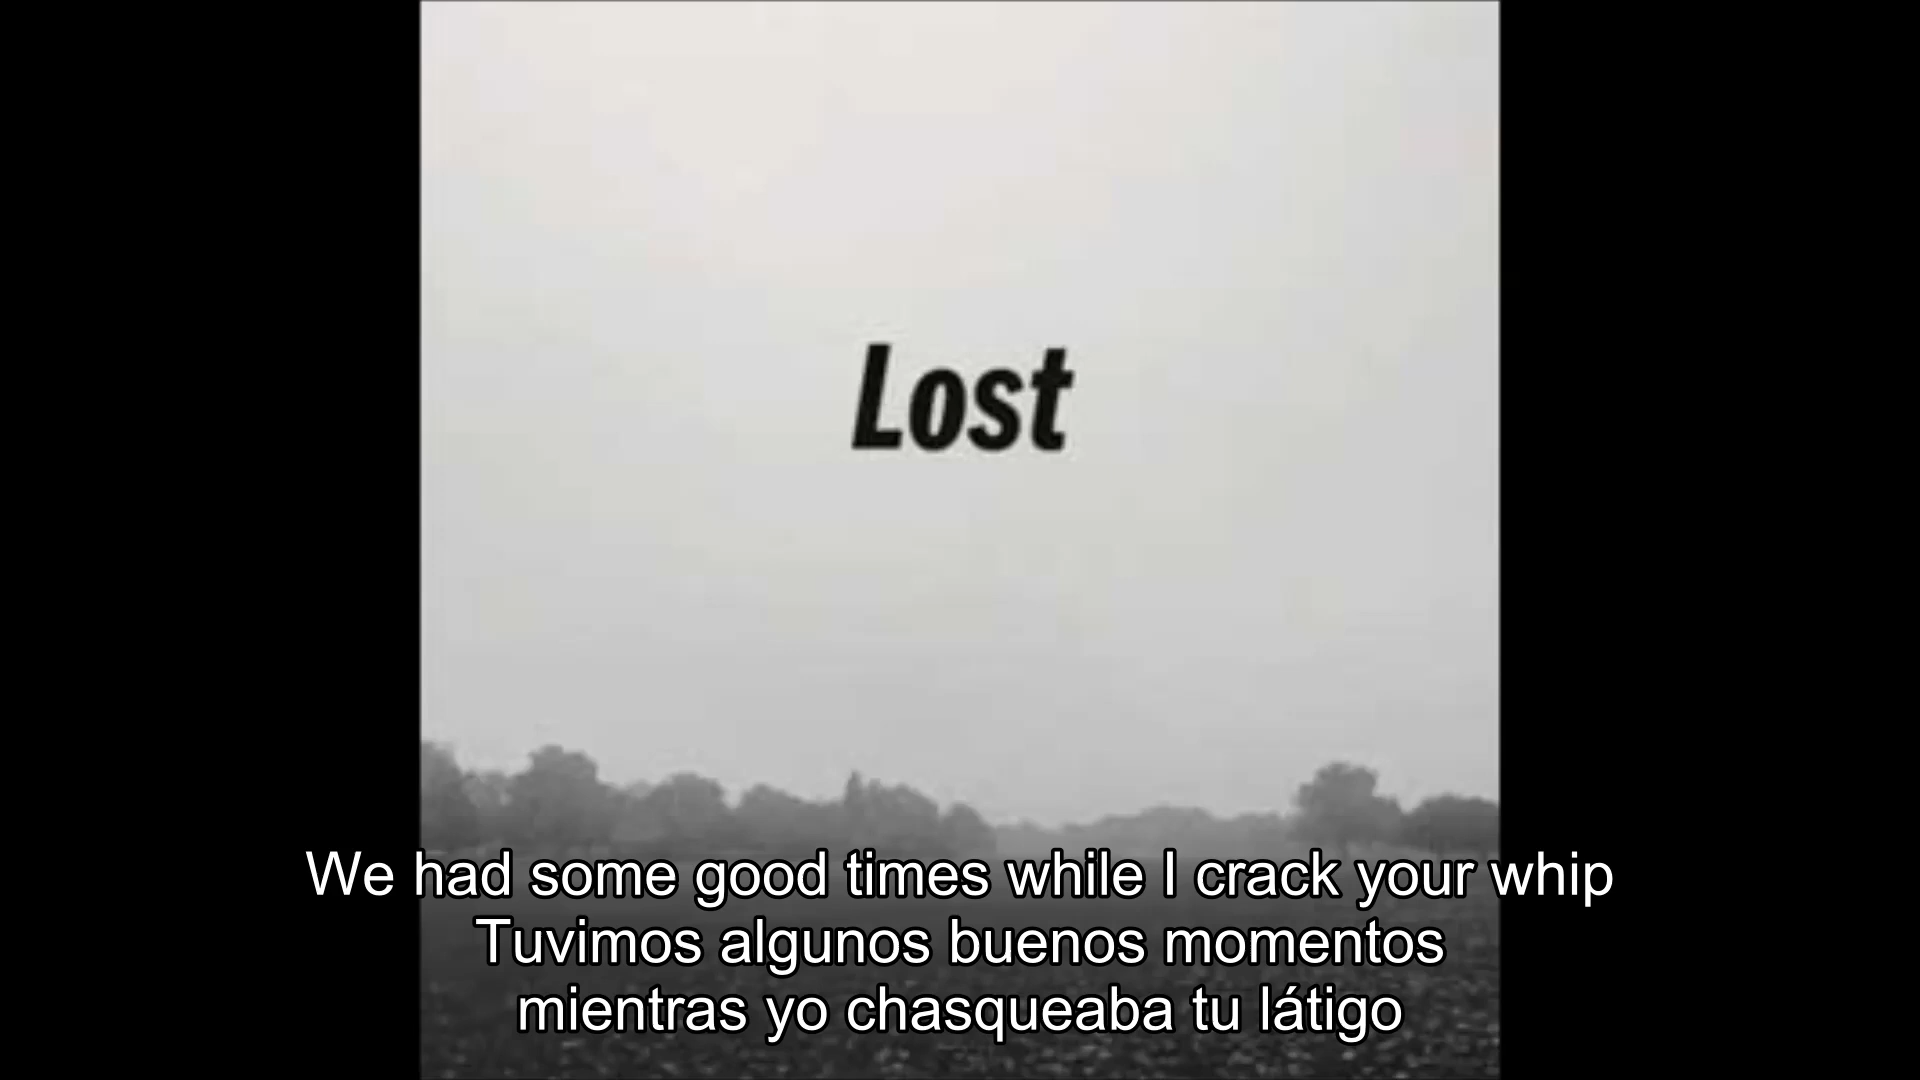 Lost
We had some good times while I crack your whip
Tuvimos algunos buenos momentos
mientras yo chasqueaba tu látigo